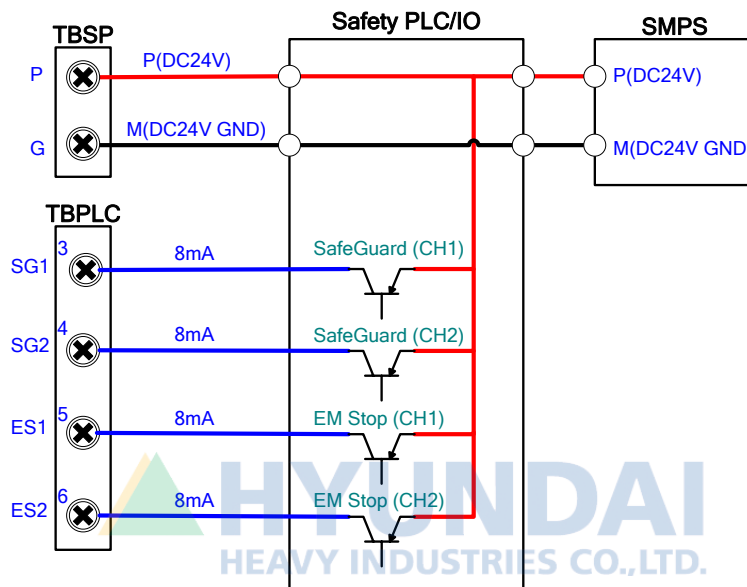 TBSP
Safety PLC/IO
SMPS
P
P(DC24V)
P(DC24V)
G
M(DC24V GND)
M(DC24V GND
TBPLC
3
SG1
8mA
SafeGuard (CH1)
4
SG2
8mA
SafeGuard (CH2)
5
ES1
8mA
EM Stop (CH1)
6
ES2
8mA
EM Stop (CH2)
HYUNDAI
HEAVY INDUSTRIES CO.,LTD.